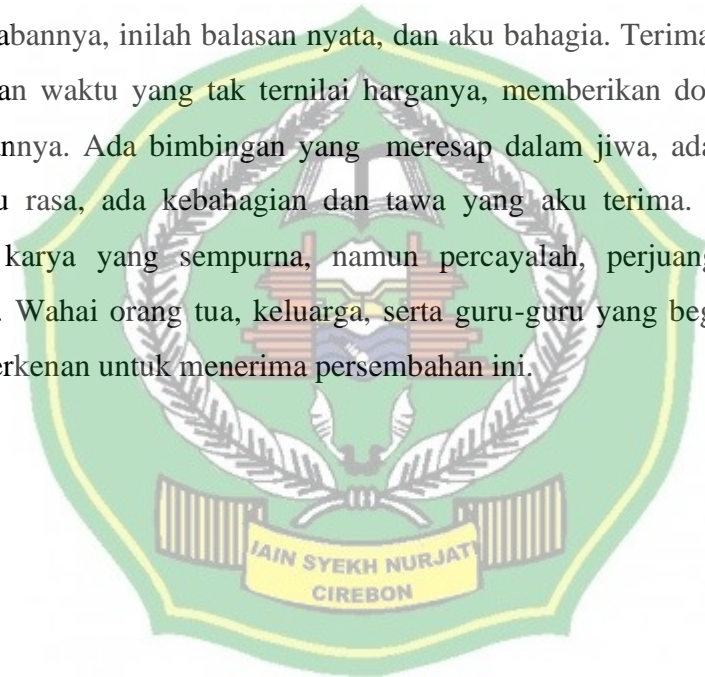 abannya, inilah balasan nyata, dan aku bahagia. Terima
an waktu yang tak ternilai harganya, memberikan do
annya. Ada bimbingan yang meresap dalam jiwa, ada
u rasa, ada kebahagian dan tawa yang aku terima.
karya yang sempurna, namun percayalah, perjuang
. Wahai orang tua, keluarga, serta guru-guru yang beg
erkenan untuk menerima persembahan ini.
IAIN SYEKH NURJATI
CIREBON